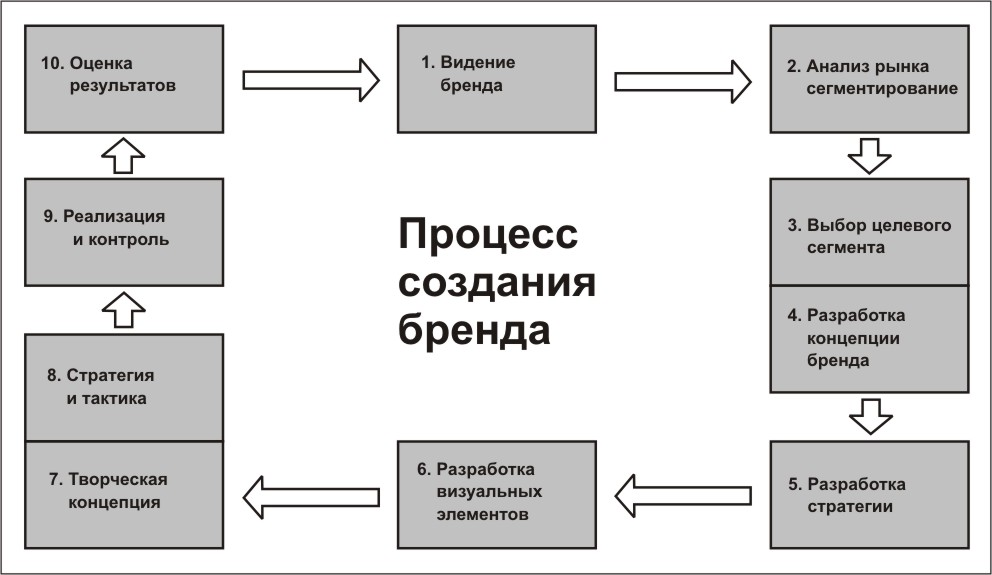 10. Оценка
результатов
1. Видение
бренда
2. Анализ рынка
сегментирование
9. Реализация
и контроль
Процесс
создания
бренда
3. Выбор целевого
сегмента
4. Разработка
концепции
бренда
8. Стратегия
и тактика
7. Творческая
концепция
6. Разработка
визуальных
элементов
5. Разработка
стратегии